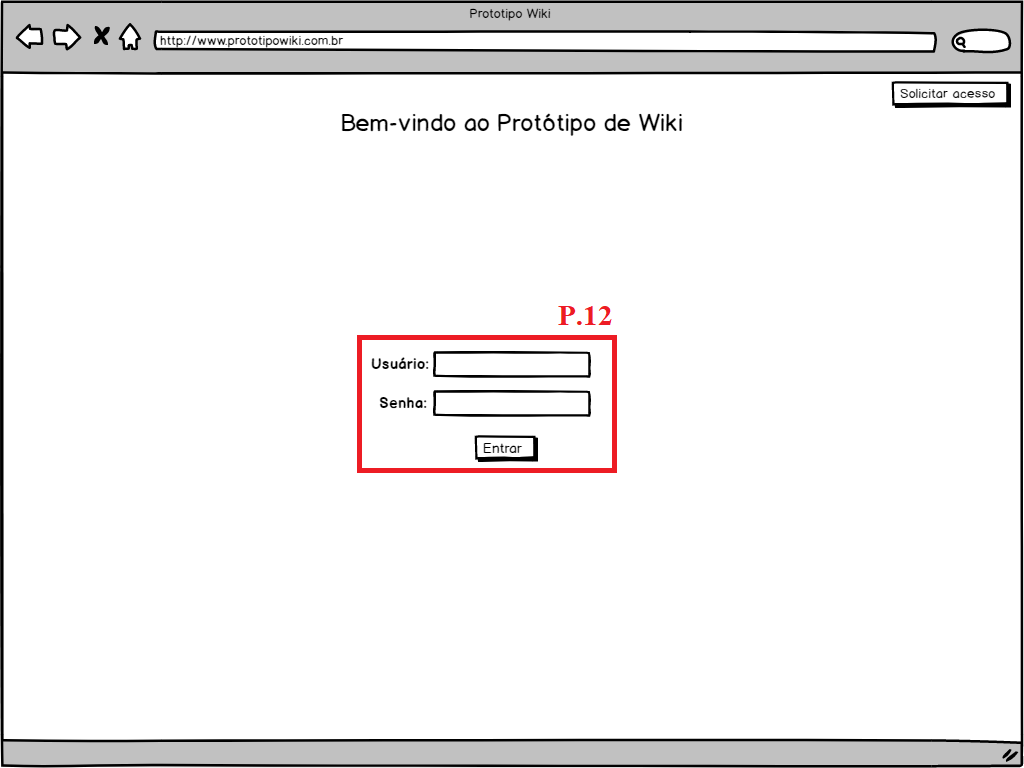 Prototipo Wiki
http://www.prototipowiki.com.br
Solicitar acesso
Bem-vindo ao Protótipo de Wiki
P.12
Usuário:
Senha:
Entrar